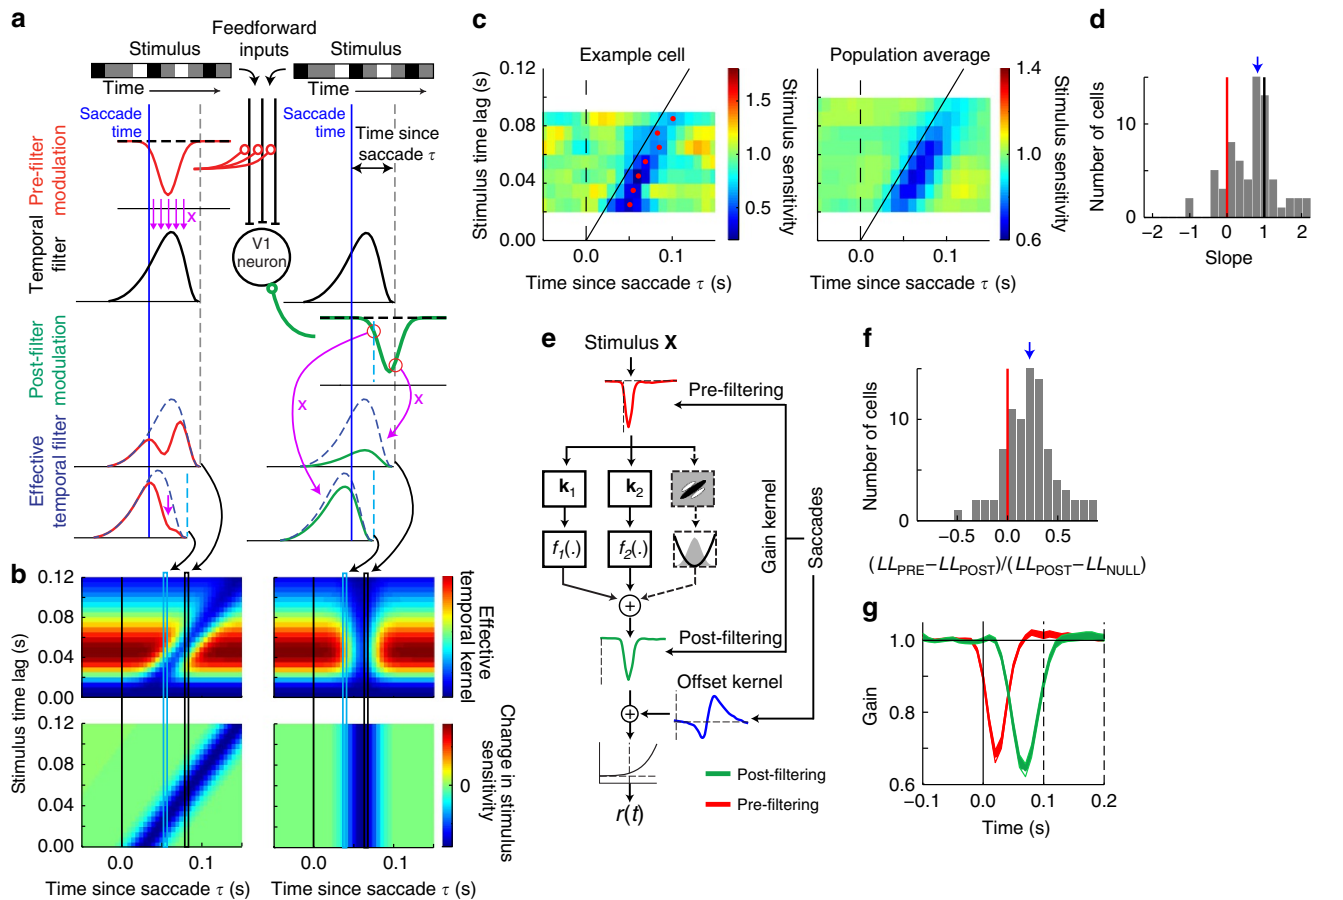 a
Feedforward
inputs
Stimulus
Stimulus
Time
Time
Saccade
time
Saccade
time
Time since
saccade τ
Pre-filter
modulation
x
Temporal
filter
V1
neuron
Post-filter
modulation
x
x
Effective
temporal filter
b
0.12
0.08
0.04
0.00
Effective
temporal kernel
Stimulus time lag (s)
0.12
0.08
0.04
0.00
0
Change in stimulus
sensitivity
0.0
0.1
0.0
0.1
Time since saccade τ (s)
Time since saccade τ (s)
c
Example cell
Population average
0.12
0.08
0.04
0.00
Stimulus time lag (s)
1.5
1.0
0.5
Stimulus sensitivity
1.4
1.0
0.6
Stimulus sensitivity
0.0
0.1
0.0
0.1
Time since saccade τ (s)
Time since saccade τ (s)
d
10
0
Number of cells
−2
−1
0
1
2
Slope
e
Stimulus X
Pre-filtering
k1
k2
f1(.)
f2(.)
+
Gain kernel
Saccades
Post-filtering
Offset kernel
+
r(t)
Post-filtering
Pre-filtering
f
10
0
Number of cells
−0.5
0.0
0.5
(LLPRE−LLPOST)/(LLPOST−LLNULL)
g
1.0
0.8
0.6
Gain
−0.1
0.0
0.1
0.2
Time (s)